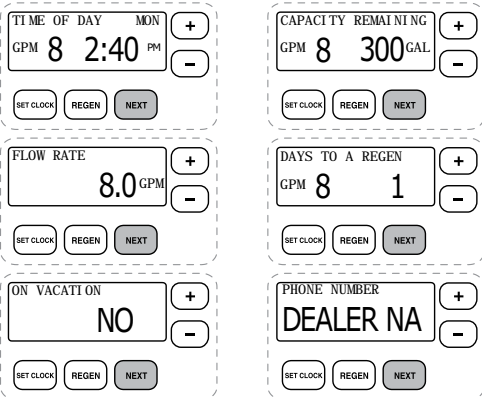 TIME OF DAY MON
GPM 8 2:40 PM
+
-
SET CLOCK REGEN NEXT
CAPACITY REMAINING
GPM 8 300 GAL
+
-
SET CLOCK REGEN NEXT
FLOW RATE
8.0 GPM
+
-
SET CLOCK REGEN NEXT
DAYS TO A REGEN
GPM 8 1
+
-
SET CLOCK REGEN NEXT
ON VACATION
NO
+
-
SET CLOCK REGEN NEXT
PHONE NUMBER
DEALER NA
+
-
SET CLOCK REGEN NEXT